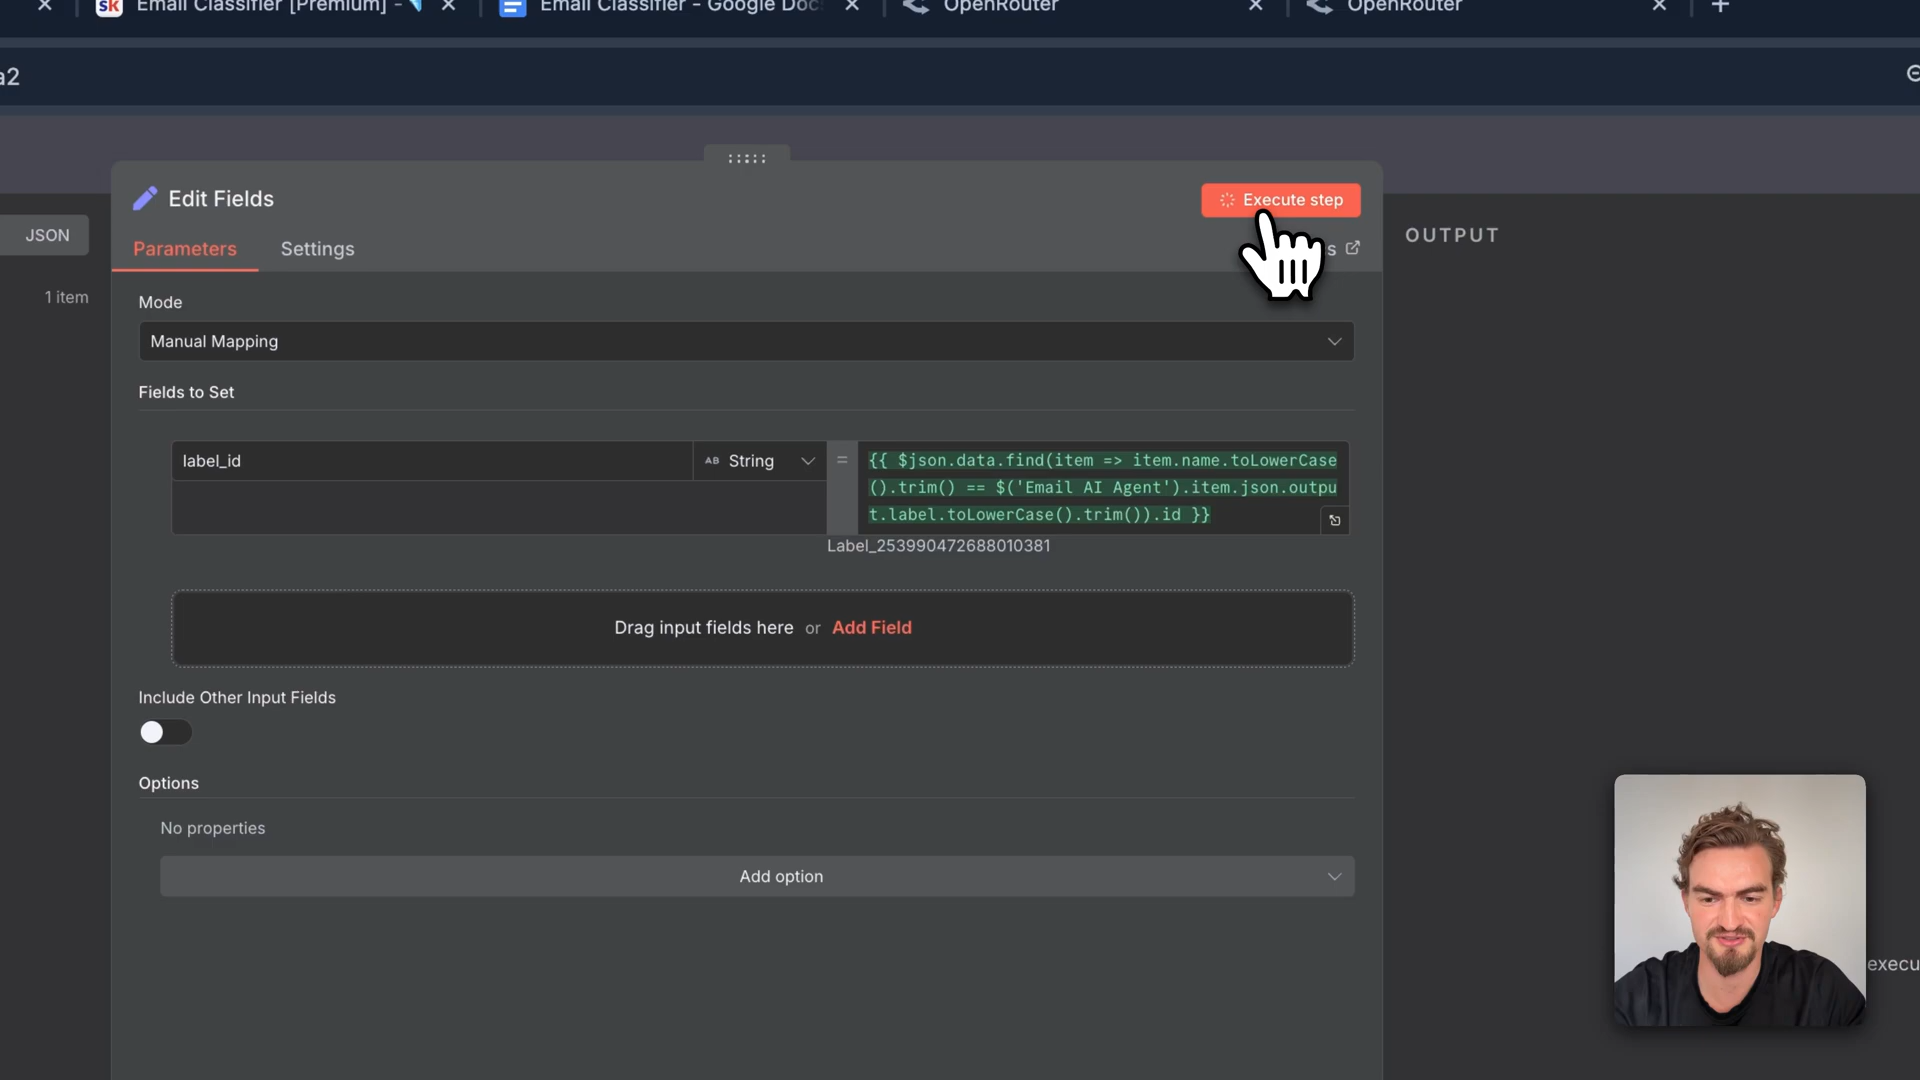 Email Classifier [Premium] -
Email Classifier - Google Doc
OpenRouter
OpenRouter
a2
Edit Fields
Execute step
JSON
Parameters
Settings
s
OUTPUT
1 item
Mode
Manual Mapping
Fields to Set
label_id
AB String
=
{{ $json.data.find(item => item.name.toLowerCase
().trim() == $('Email AI Agent').item.json.outpu
t.label.toLowerCase().trim()).id }}
Label_253990472688010381
Drag input fields here or Add Field
Include Other Input Fields
Options
No properties
Add option
execu